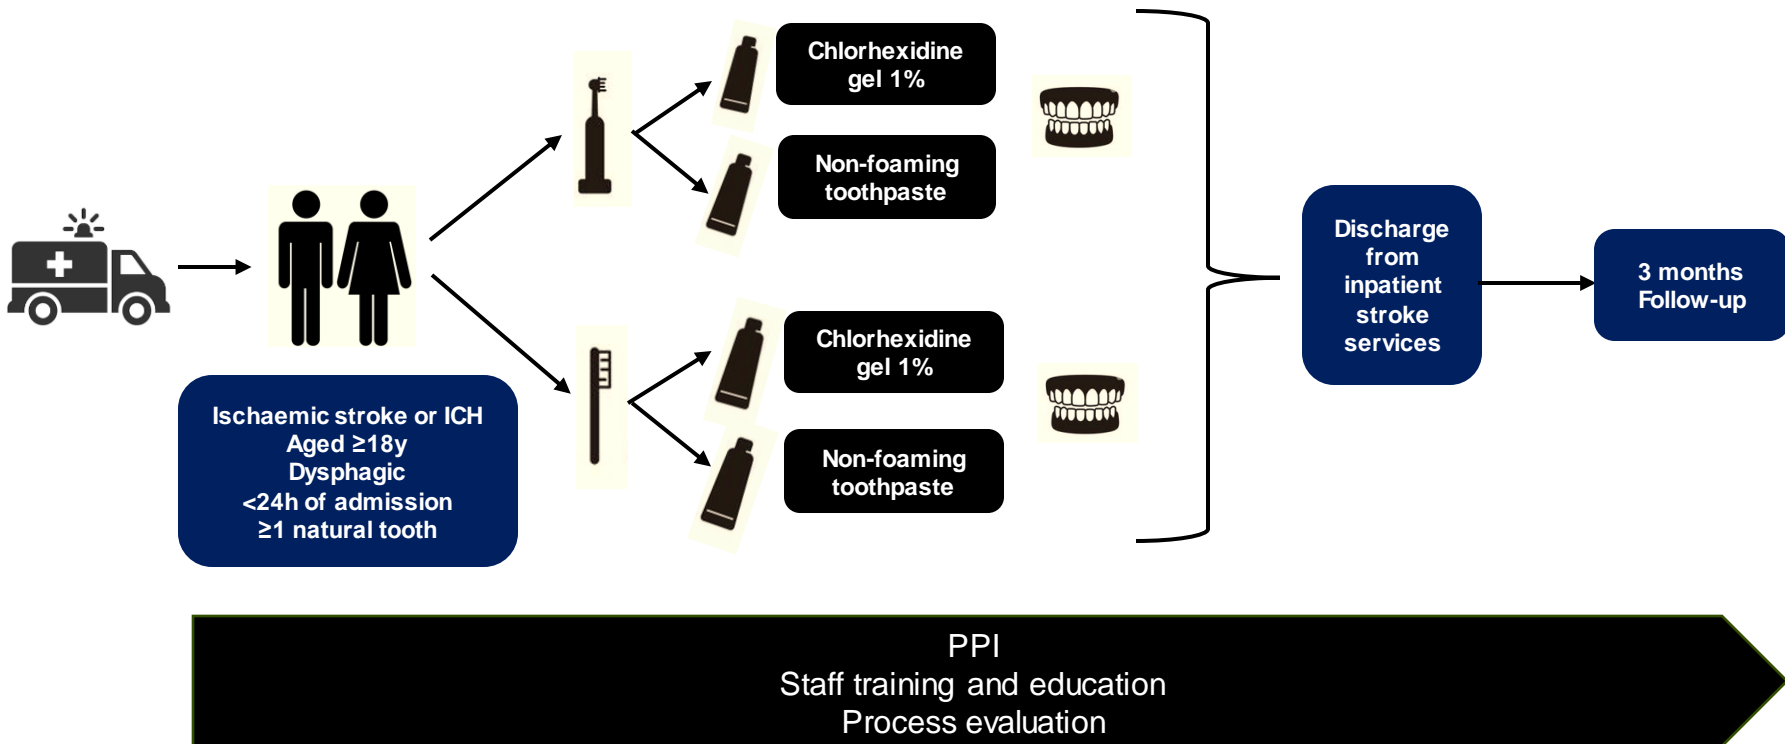 Chlorhexidine
gel 1%
Non-foaming
toothpaste
Ischaemic stroke or ICH
Aged ≥18y
Dysphagic
<24h of admission
≥1 natural tooth
Chlorhexidine
gel 1%
Non-foaming
toothpaste
Discharge
from
inpatient
stroke
services
3 months
Follow-up
PPI
Staff training and education
Process evaluation